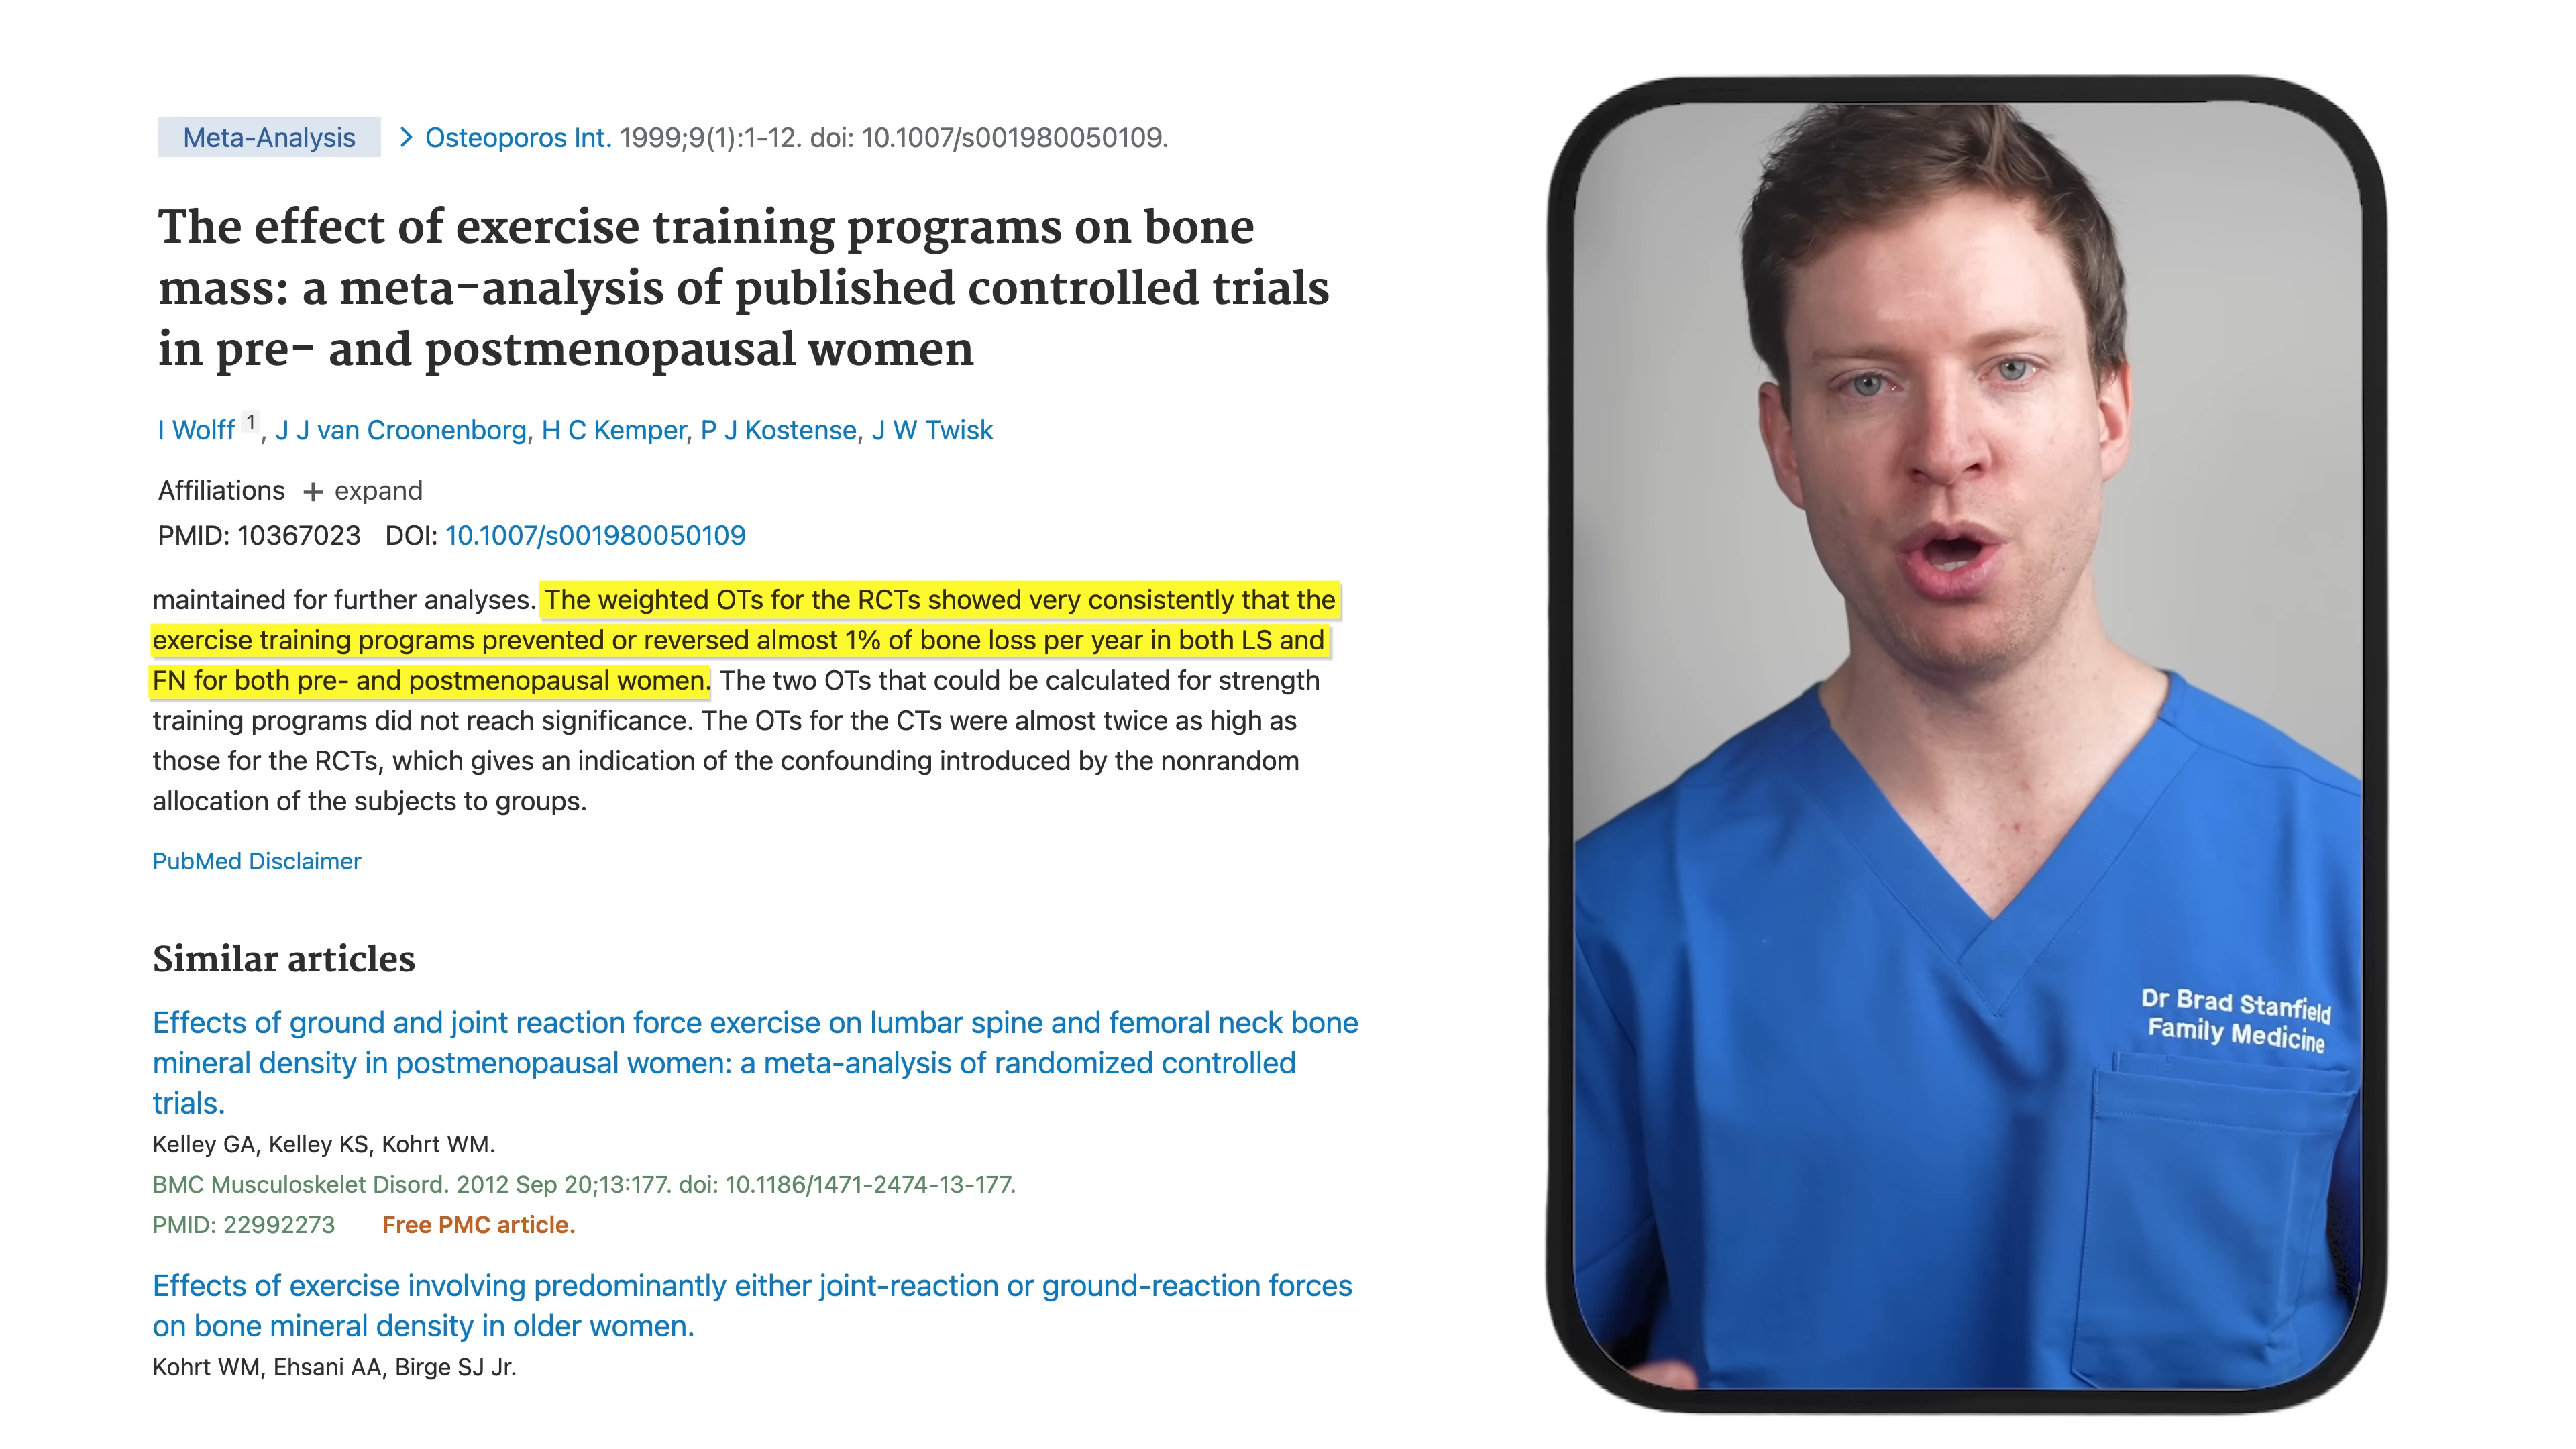 Meta-Analysis > Osteoporos Int. 1999;9(1):1-12. doi: 10.1007/s001980050109.
The effect of exercise training programs on bone
mass: a meta-analysis of published controlled trials
in pre- and postmenopausal women
I Wolff 1, J J van Croonenborg, H C Kemper, P J Kostense, J W Twisk
Affiliations + expand
PMID: 10367023 DOI: 10.1007/s001980050109
maintained for further analyses. The weighted OTs for the RCTs showed very consistently that the
exercise training programs prevented or reversed almost 1% of bone loss per year in both LS and
FN for both pre- and postmenopausal women. The two OTs that could be calculated for strength
training programs did not reach significance. The OTs for the CTs were almost twice as high as
those for the RCTs, which gives an indication of the confounding introduced by the nonrandom
allocation of the subjects to groups.
PubMed Disclaimer
Similar articles
Effects of ground and joint reaction force exercise on lumbar spine and femoral neck bone
mineral density in postmenopausal women: a meta-analysis of randomized controlled
trials.
Kelley GA, Kelley KS, Kohrt WM.
BMC Musculoskelet Disord. 2012 Sep 20;13:177. doi: 10.1186/1471-2474-13-177.
PMID: 22992273 Free PMC article.
Effects of exercise involving predominantly either joint-reaction or ground-reaction forces
on bone mineral density in older women.
Kohrt WM, Ehsani AA, Birge SJ Jr.
Dr Brad Stanfield
Family Medicine